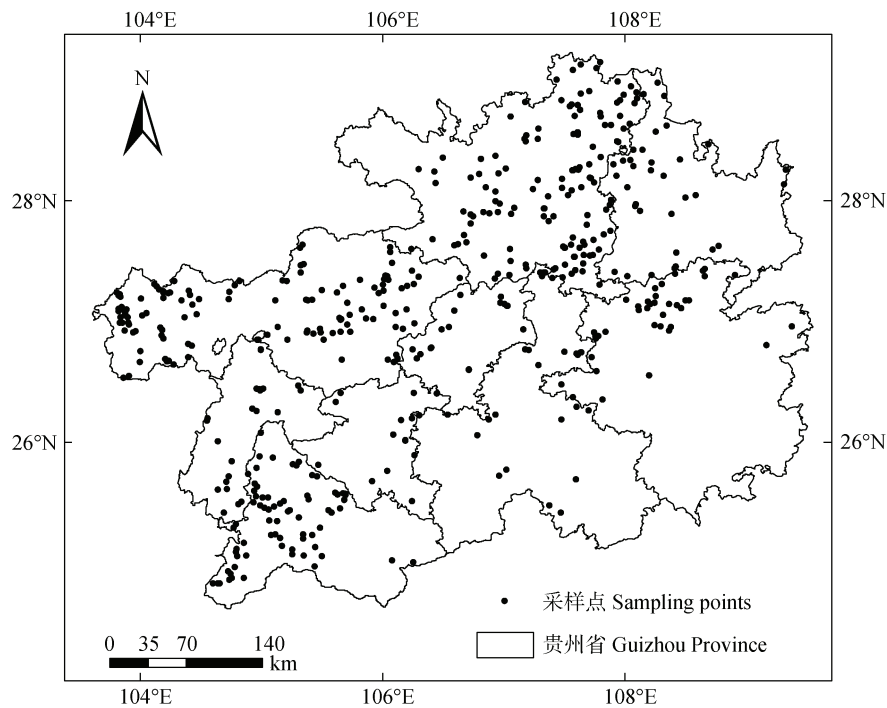 104°E 106°E 108°E
N
28°N 28°N
26°N 26°N
采样点 Sampling points
贵州省 Guizhou Province
0 35 70 140
km
104°E 106°E 108°E